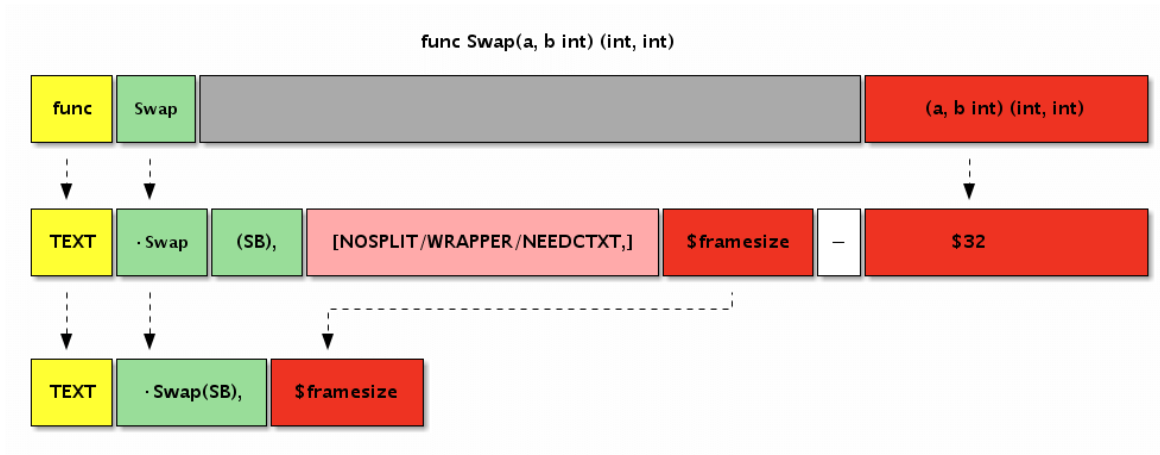 func Swap(a, b int) (int, int)
func Swap (a, b int) (int, int)
TEXT ·Swap (SB), [NOSPLIT/WRAPPER/NEEDCTXT,] $framesize – $32
TEXT ·Swap(SB), $framesize